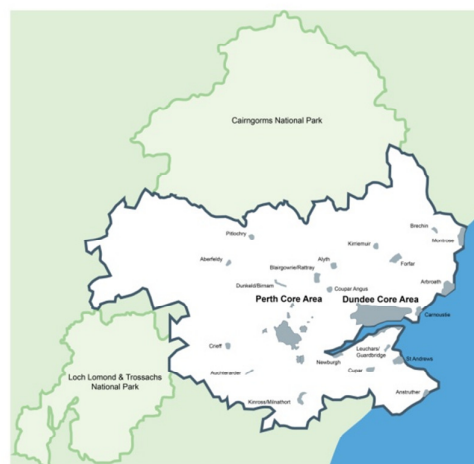 Cairngorms National Park
Pitlochry
Brechin
Montrose
Kirriemuir
Aberfeldy
Alyth
Forfar
Blairgowrie/Rattray
Dunkeld/Birnam
Coupar Angus
Arbroath
Perth Core Area
Dundee Core Area
Carnoustie
Crieff
Leuchars/
Guardbridge
Newburgh
St Andrews
Loch Lomond & Trossachs
National Park
Auchterarder
Cupar
Anstruther
Kinross/Milnathort